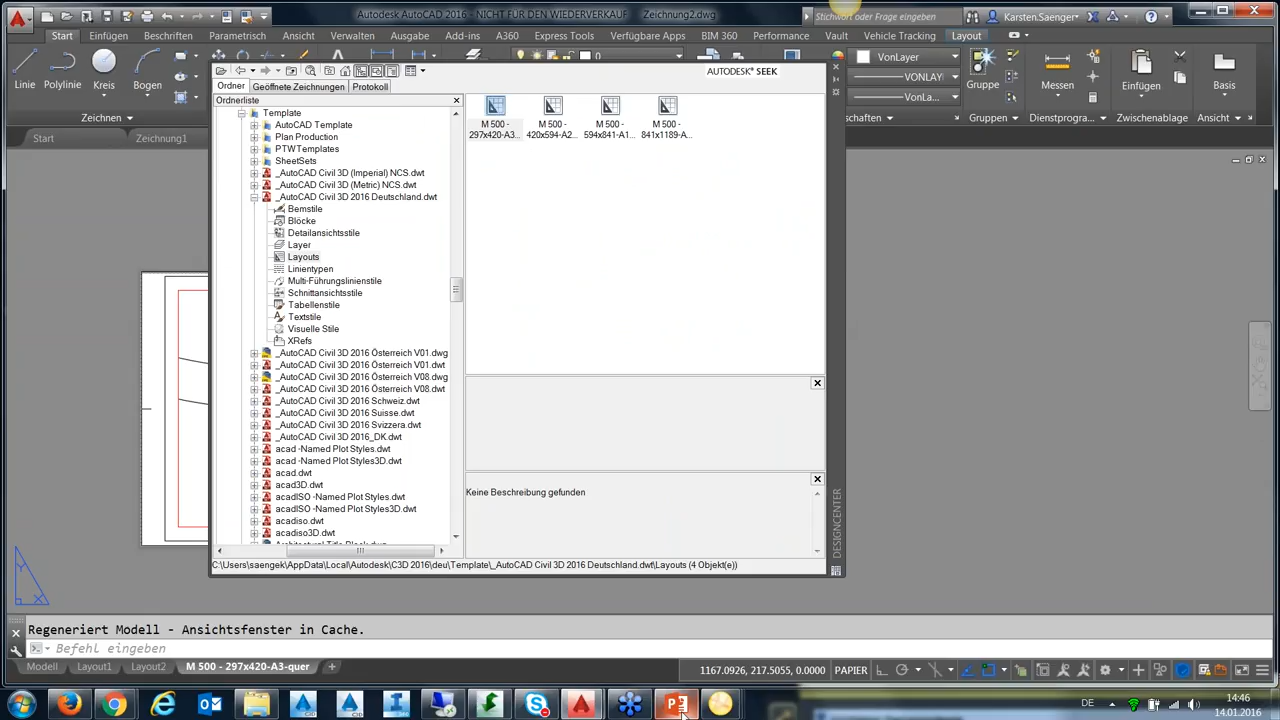 Autodesk AutoCAD 2016 - NICHT FÜR DEN WIEDERVERKAUF Zeichnung2.dwg
Stichwort oder Frage eingeben
Karsten.Saenger
Start Einfügen Beschriften Parametrisch Ansicht Verwalten Ausgabe Add-ins A360 Express Tools Verfügbare Apps BIM 360 Performance Vault Vehicle Tracking Layout
0
VonLayer
VONLAY
VonLa...
Linie Polylinie Kreis Bogen
Gruppe Messen Einfügen Basis
Zeichnen
Gruppen Dienstprog... Zwischenablage Ansicht
Start Zeichnung1
AUTODESK® SEEK
Ordner Geöffnete Zeichnungen Protokoll
Ordnerliste
Template
AutoCAD Template
Plan Production
PTWTemplates
SheetSets
_AutoCAD Civil 3D (Imperial) NCS.dwt
_AutoCAD Civil 3D (Metric) NCS.dwt
_AutoCAD Civil 3D 2016 Deutschland.dwt
Bemstile
Blöcke
Detailansichtsstile
Layer
Layouts
Linientypen
Multi-Führungslinienstile
Schnittansichtsstile
Tabellenstile
Textstile
Visuelle Stile
XRefs
_AutoCAD Civil 3D 2016 Österreich V01.dwg
_AutoCAD Civil 3D 2016 Österreich V01.dwt
_AutoCAD Civil 3D 2016 Österreich V08.dwg
_AutoCAD Civil 3D 2016 Österreich V08.dwt
_AutoCAD Civil 3D 2016 Schweiz.dwt
_AutoCAD Civil 3D 2016 Suisse.dwt
_AutoCAD Civil 3D 2016 Svizzera.dwt
_AutoCAD Civil 3D 2016_DK.dwt
acad -Named Plot Styles.dwt
acad -Named Plot Styles3D.dwt
acad.dwt
acad3D.dwt
acadISO -Named Plot Styles.dwt
acadISO -Named Plot Styles3D.dwt
acadiso.dwt
acadiso3D.dwt
M 500 -
297x420-A3...
M 500 -
420x594-A2...
M 500 -
594x841-A1...
M 500 -
841x1189-A...
Keine Beschreibung gefunden
DESIGNCENTER
C:\Users\saengek\AppData\Local\Autodesk\C3D 2016\deu\Template\_AutoCAD Civil 3D 2016 Deutschland.dwt\Layouts (4 Objekt(e))
Regeneriert Modell - Ansichtsfenster in Cache.
Befehl eingeben
Modell Layout1 Layout2 M 500 - 297x420-A3-quer
1167.0926, 217.5055, 0.0000 PAPIER
DE
14:46
14.01.2016